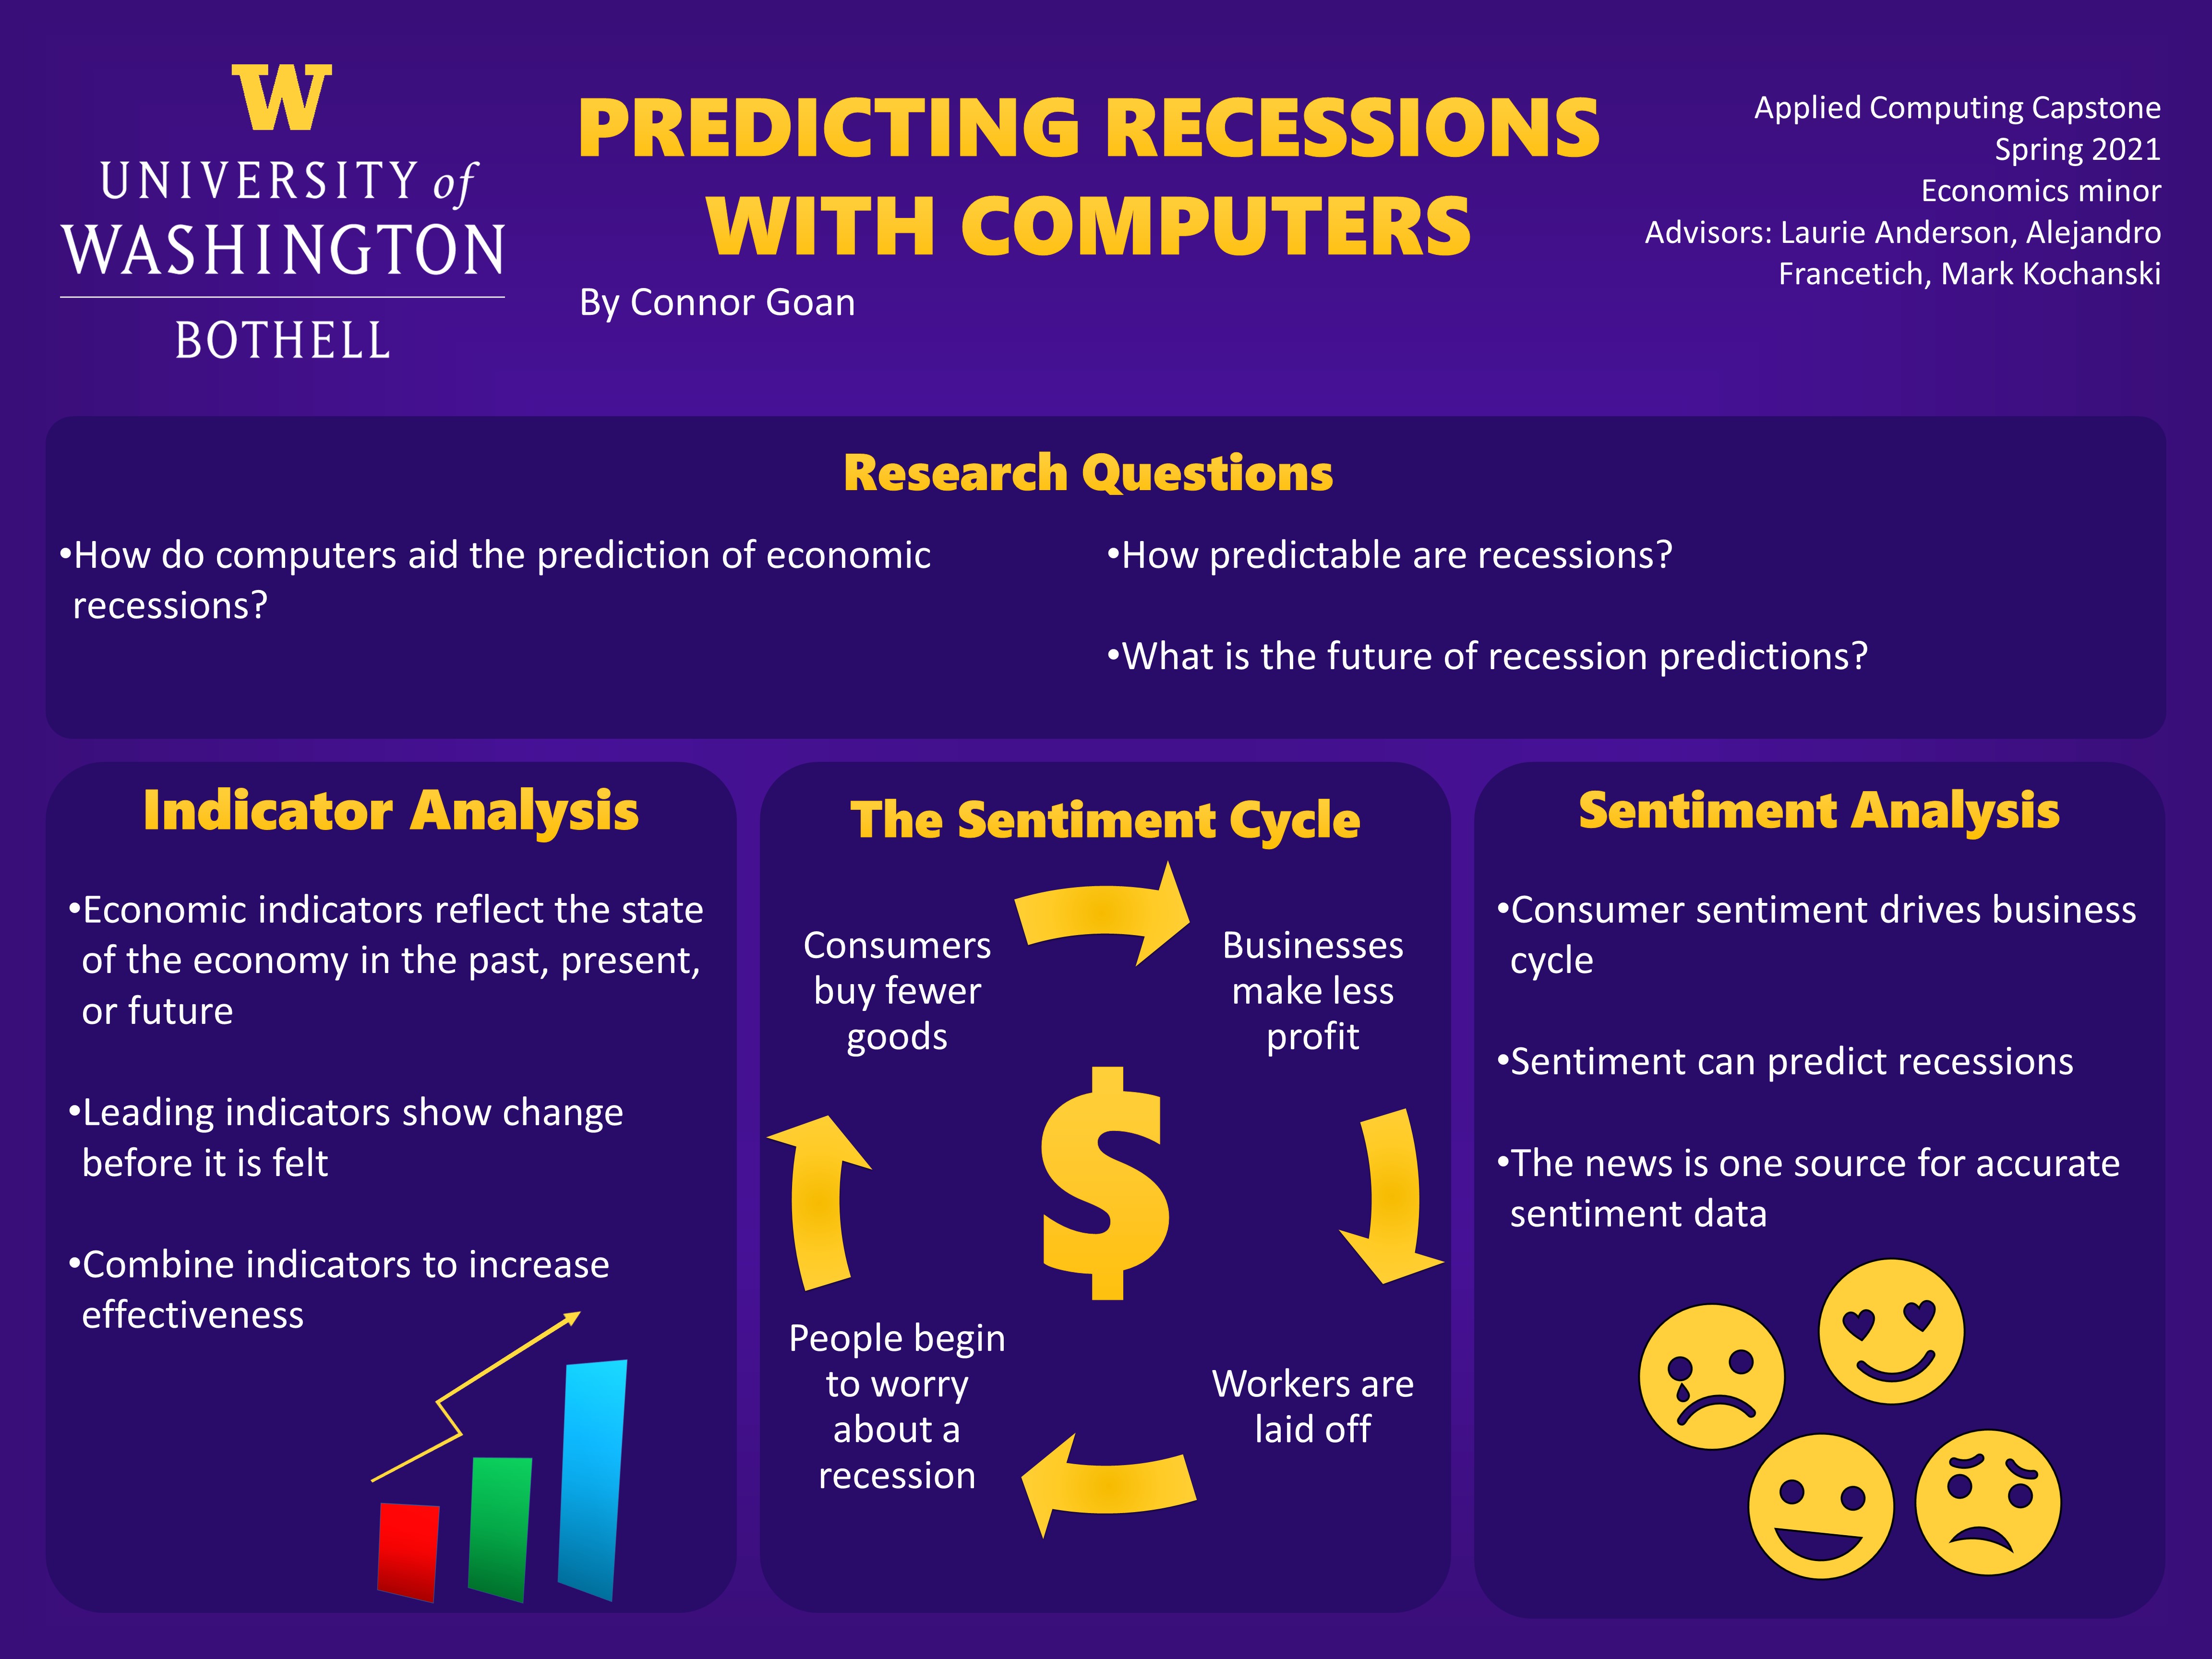 W
UNIVERSITY of
WASHINGTON
BOTHELL
PREDICTING RECESSIONS
WITH COMPUTERS
By Connor Goan
Applied Computing Capstone
Spring 2021
Economics minor
Advisors: Laurie Anderson, Alejandro
Francetich, Mark Kochanski
Research Questions
•How do computers aid the prediction of economic
recessions?
•How predictable are recessions?
•What is the future of recession predictions?
Indicator Analysis
•Economic indicators reflect the state
of the economy in the past, present,
or future
•Leading indicators show change
before it is felt
•Combine indicators to increase
effectiveness
The Sentiment Cycle
Consumers
buy fewer
goods
Businesses
make less
profit
$
Workers are
laid off
People begin
to worry
about a
recession
Sentiment Analysis
•Consumer sentiment drives business
cycle
•Sentiment can predict recessions
•The news is one source for accurate
sentiment data